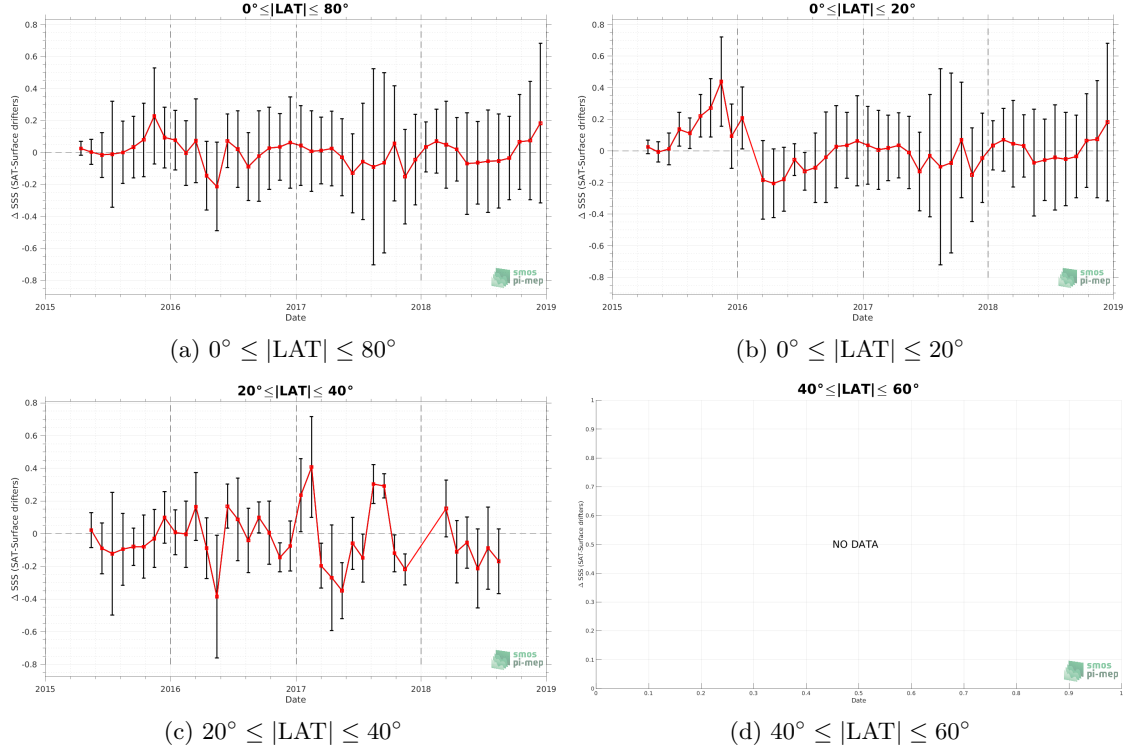 0°≤|LAT|≤ 80°
Δ SSS (SAT-Surface drifters)
0.8
0.6
0.4
0.2
0
-0.2
-0.4
-0.6
-0.8
smos
pi-mep
2015 2016 2017 2018 2019
Date
(a) 0° ≤ |LAT| ≤ 80°
0°≤|LAT|≤ 20°
Δ SSS (SAT-Surface drifters)
0.8
0.6
0.4
0.2
0
-0.2
-0.4
-0.6
-0.8
smos
pi-mep
2015 2016 2017 2018 2019
Date
(b) 0° ≤ |LAT| ≤ 20°
20°≤|LAT|≤ 40°
Δ SSS (SAT-Surface drifters)
0.8
0.6
0.4
0.2
0
-0.2
-0.4
-0.6
-0.8
smos
pi-mep
2015 2016 2017 2018 2019
Date
(c) 20° ≤ |LAT| ≤ 40°
40°≤|LAT|≤ 60°
Δ SSS (SAT-Surface drifters)
1
0.9
0.8
0.7
0.6
0.5
0.4
0.3
0.2
0.1
0
NO DATA
smos
pi-mep
0 0.1 0.2 0.3 0.4 0.5 0.6 0.7 0.8 0.9 1
Date
(d) 40° ≤ |LAT| ≤ 60°